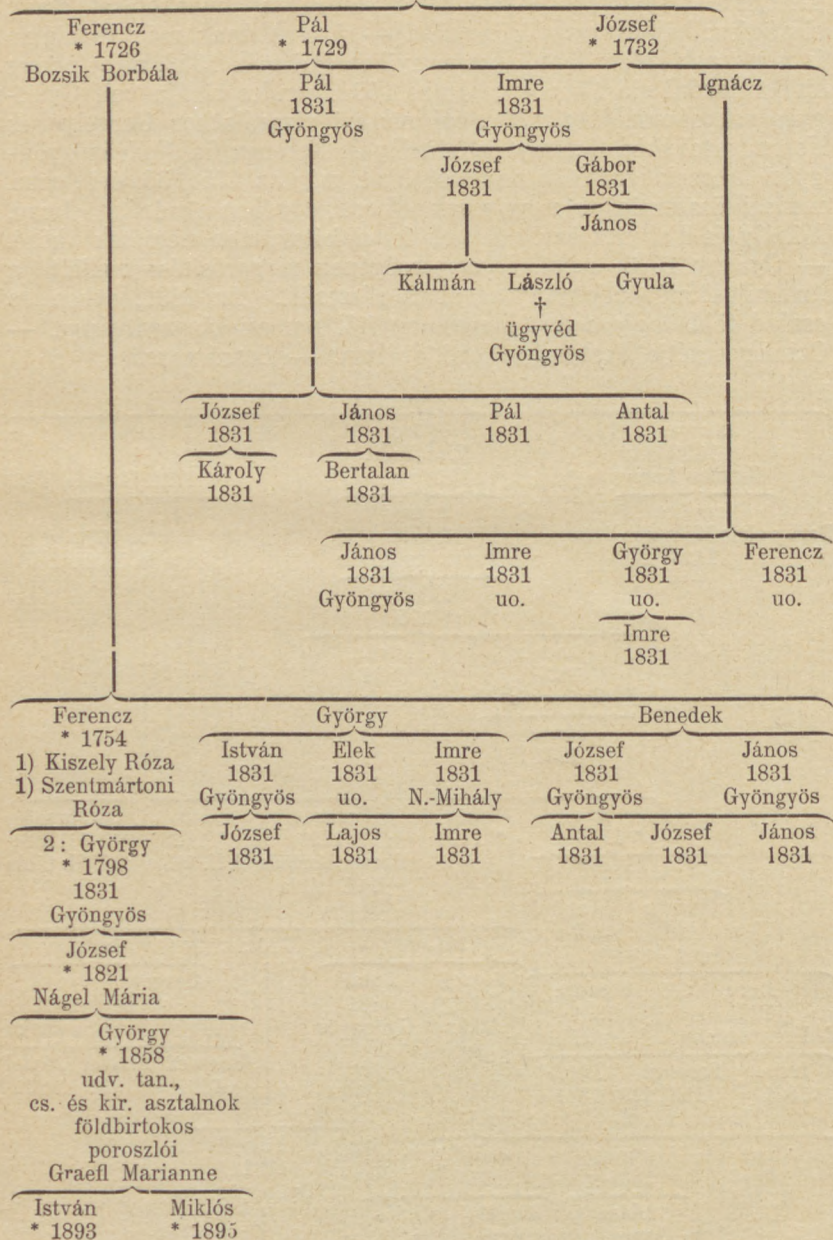 Ferencz Pál József
* 1726 * 1729 * 1732
Bozsik Borbála
Pál Imre Ignácz
1831 1831
Gyöngyös Gyöngyös
József Gábor
1831 1831
János
Kálmán László Gyula
†
ügyvéd
Gyöngyös
József János Pál Antal
1831 1831 1831 1831
Károly Bertalan
1831 1831
János Imre György Ferencz
1831 1831 1831 1831
Gyöngyös uo. uo. uo.
Imre
1831
Ferencz György Benedek
* 1754
1) Kiszely Róza
1) Szentmártoni
Róza
István Elek Imre József János
1831 1831 1831 1831 1831
Gyöngyös uo. N.-Mihály Gyöngyös Gyöngyös
József Lajos Imre Antal József János
1831 1831 1831 1831 1831 1831
2: György
* 1798
1831
Gyöngyös
József
* 1821
Nágel Mária
György
* 1858
udv. tan.,
cs. és kir. asztalnok
földbirtokos
poroszlói
Graefl Marianne
István Miklós
* 1893 * 1895